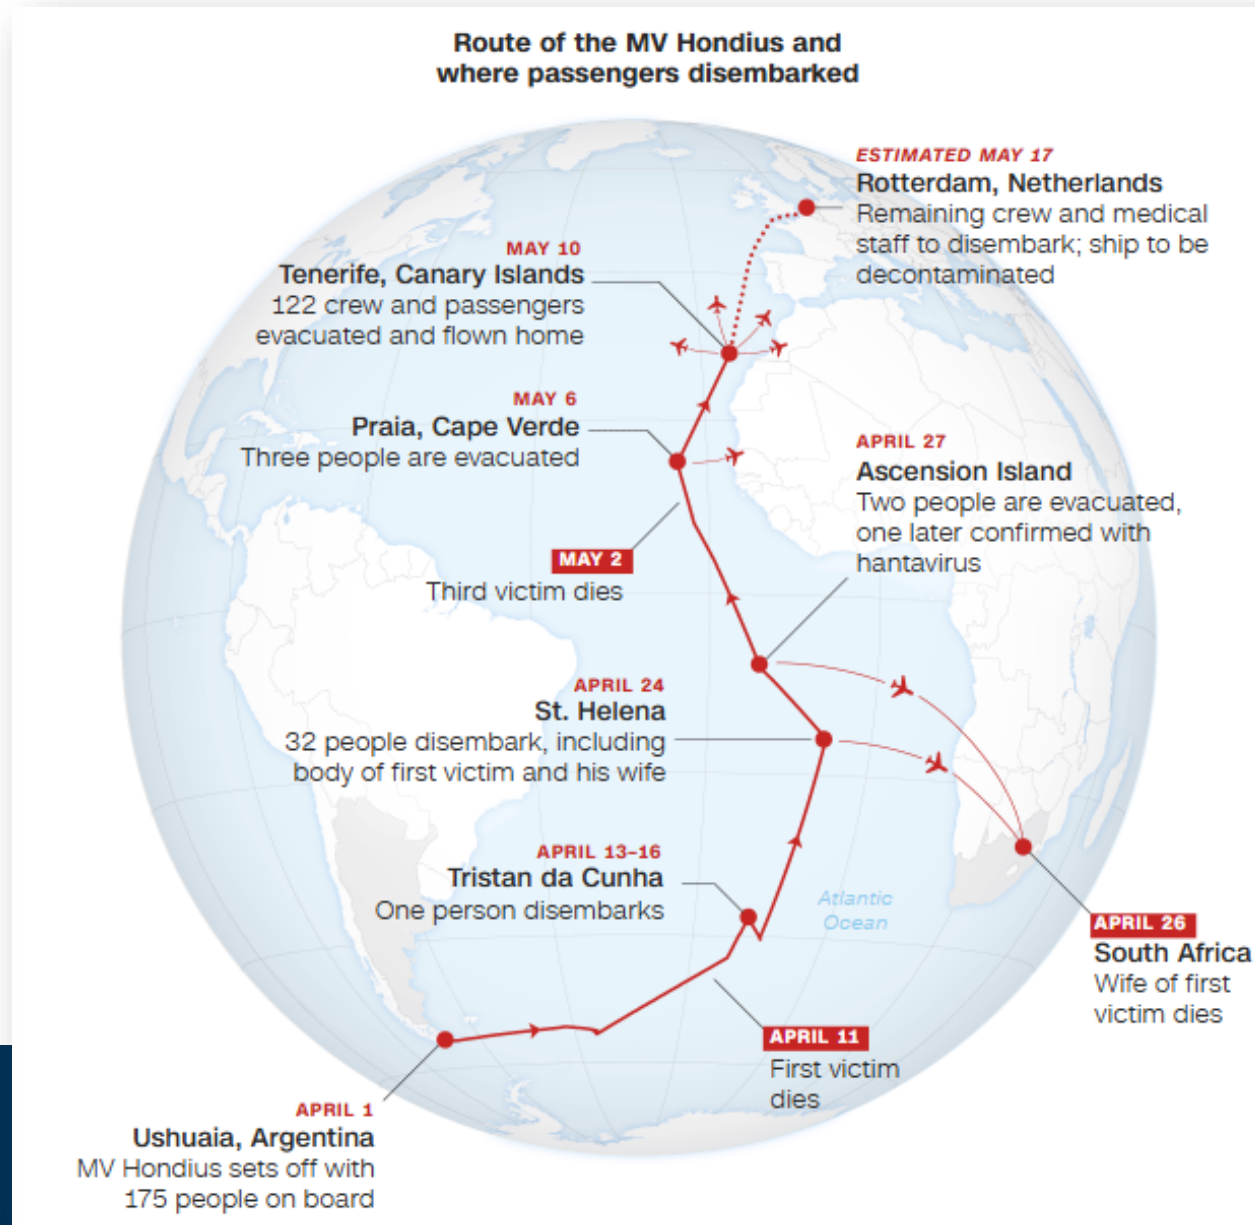 Route of the MV Hondius and
where passengers disembarked
ESTIMATED MAY 17
Rotterdam, Netherlands
Remaining crew and medical
staff to disembark; ship to be
decontaminated
MAY 10
Tenerife, Canary Islands
122 crew and passengers
evacuated and flown home
MAY 6
Praia, Cape Verde
Three people are evacuated
APRIL 27
Ascension Island
Two people are evacuated,
one later confirmed with
hantavirus
MAY 2
Third victim dies
APRIL 24
St. Helena
32 people disembark, including
body of first victim and his wife
APRIL 13–16
Tristan da Cunha
One person disembarks
Atlantic
Ocean
APRIL 26
South Africa
Wife of first
victim dies
APRIL 11
First victim
dies
APRIL 1
Ushuaia, Argentina
MV Hondius sets off with
175 people on board